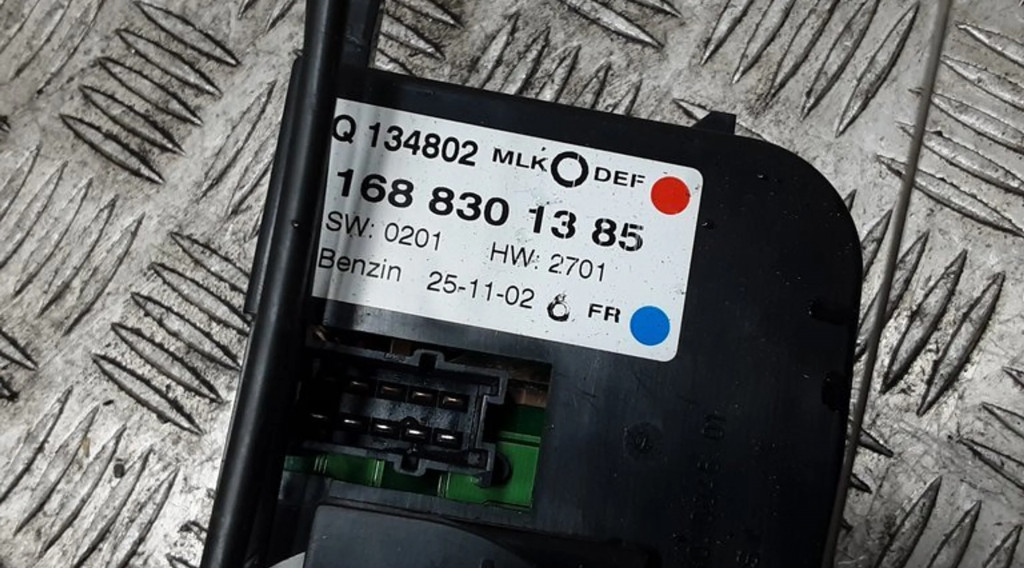 Q 134802 MLK DEF
168 830 13 85
SW: 0201 HW: 2701
Benzin 25-11-02 FR